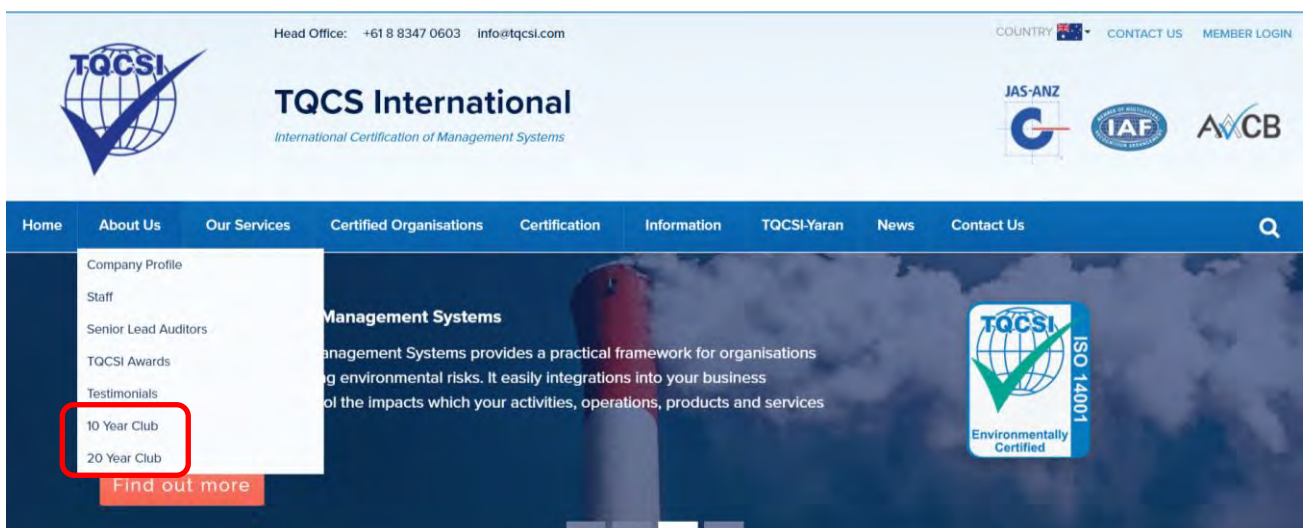 Head Office: +61 8 8347 0603 info@tqcsi.com
COUNTRY CONTACT US MEMBER LOGIN
TQCSI
TQCS International
International Certification of Management Systems
JAS-ANZ
IAF
CB
Home About Us Our Services Certified Organisations Certification Information TQCSI-Yaran News Contact Us
Company Profile
Staff
Senior Lead Auditors
TQCSI Awards
Testimonials
10 Year Club
20 Year Club
Management Systems
anagement Systems provides a practical framework for organisations
g environmental risks. It easily integrations into your business
ol the impacts which your activities, operations, products and services
Find out more
TQCSI
ISO 14001
Environmentally
Certified